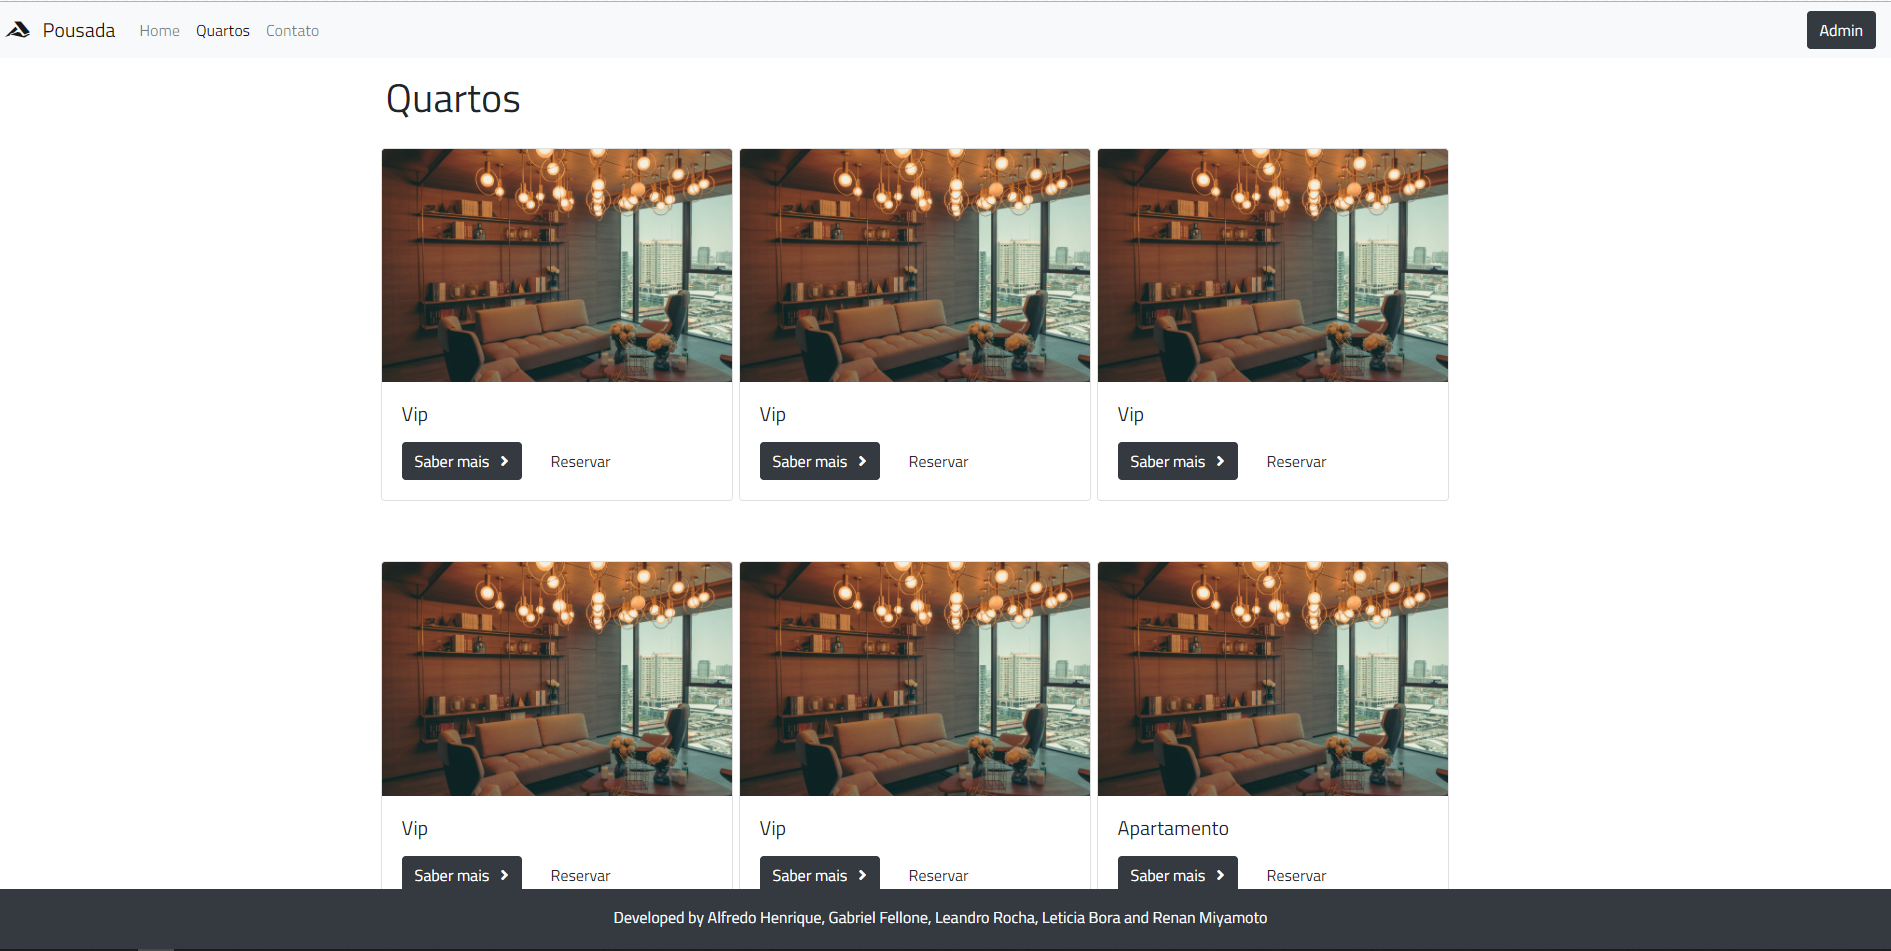 Pousada Home Quartos Contato Admin
Quartos
Vip Vip Vip
Saber mais Reservar Saber mais Reservar Saber mais Reservar
Vip Vip Apartamento
Saber mais Reservar Saber mais Reservar Saber mais Reservar
Developed by Alfredo Henrique, Gabriel Fellone, Leandro Rocha, Leticia Bora and Renan Miyamoto